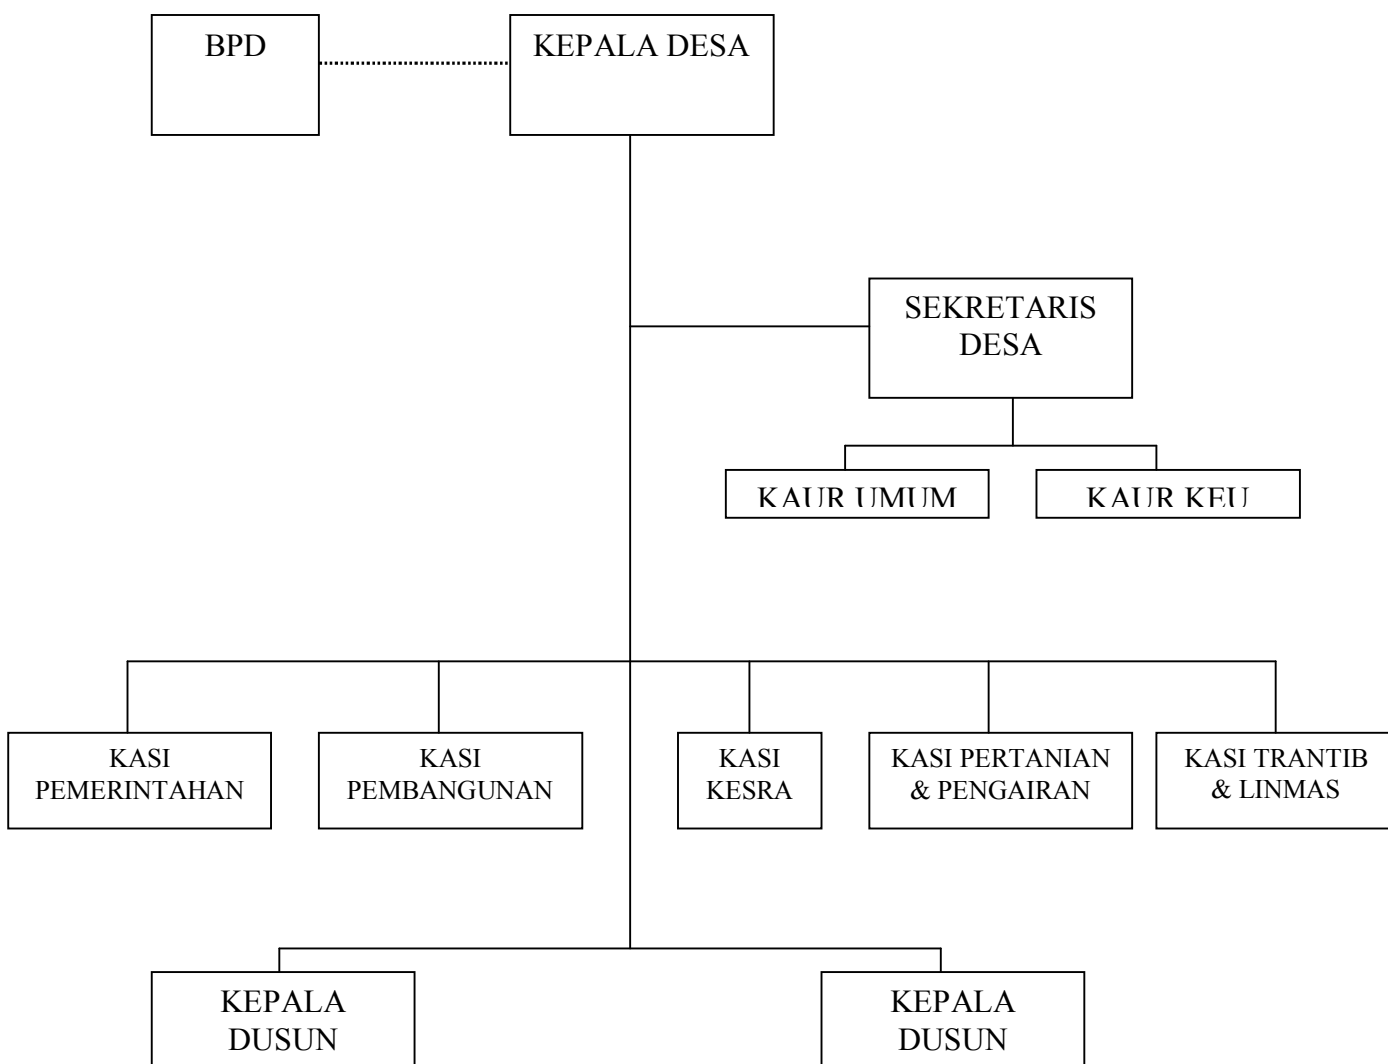 BPD
KEPALA DESA
SEKRETARIS
DESA
KAUR UMUM
KAUR KEU
KASI
PEMERINTAHAN
KASI
PEMBANGUNAN
KASI
KESRA
KASI PERTANIAN
& PENGAIRAN
KASI TRANTIB
& LINMAS
KEPALA
DUSUN
KEPALA
DUSUN